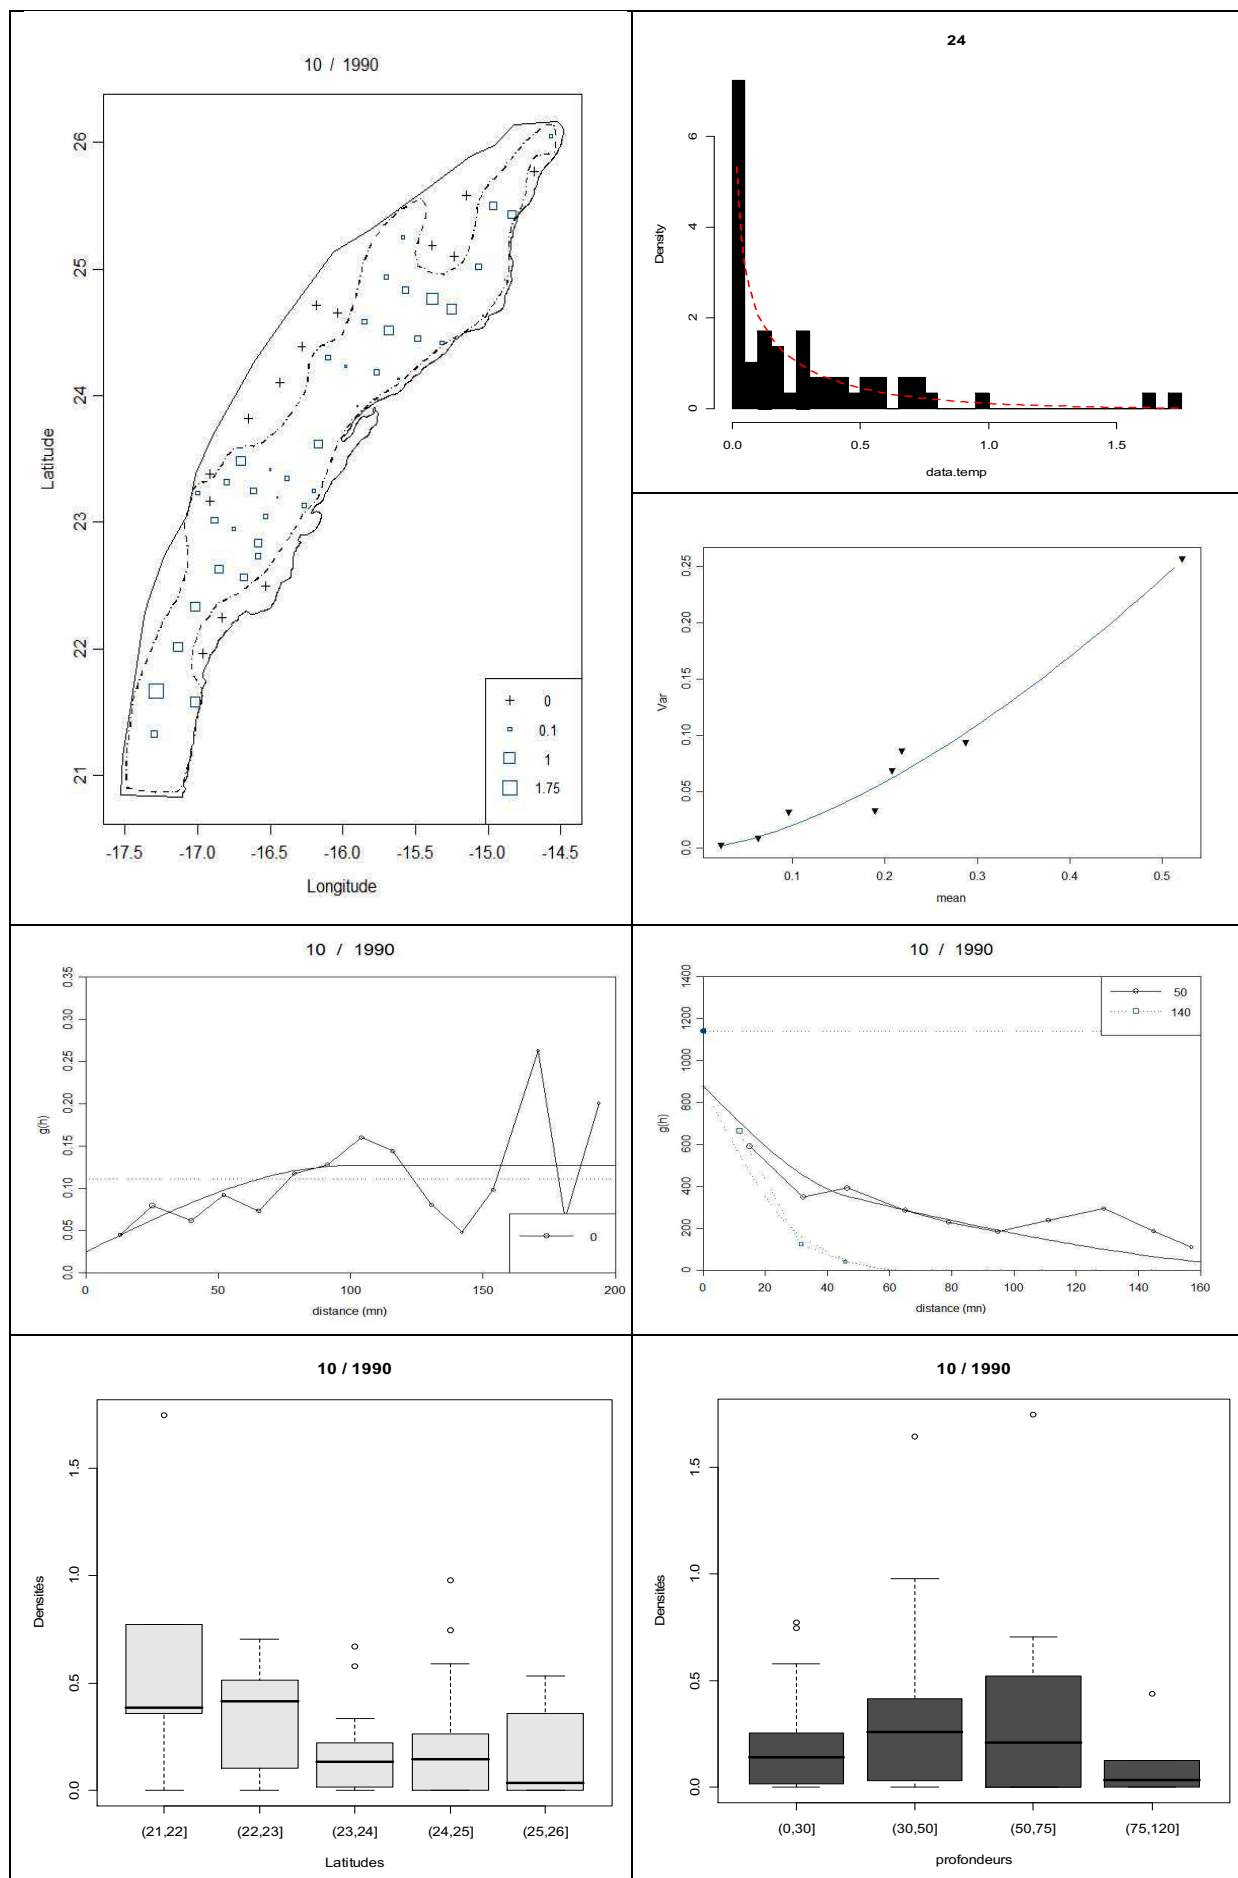 10 / 1990
Latitude
26
25
24
23
22
21
0
0.1
1
1.75
-17.5 -17.0 -16.5 -16.0 -15.5 -15.0 -14.5
Longitude
24
Density
6
4
2
0
0.0 0.5 1.0 1.5
data.temp
Var
0.25
0.20
0.15
0.10
0.05
0.0
0.1 0.2 0.3 0.4 0.5
mean
10 / 1990
g(h)
0.35
0.30
0.25
0.20
0.15
0.10
0.05
0.0
0
0 50 100 150 200
distance (mn)
10 / 1990
g(h)
1400
1200
1000
800
600
400
200
0
50
140
0 20 40 60 80 100 120 140 160
distance (mn)
10 / 1990
Densités
1.5
1.0
0.5
0.0
(21,22] (22,23] (23,24] (24,25] (25,26]
Latitudes
10 / 1990
Densités
1.5
1.0
0.5
0.0
(0,30] (30,50] (50,75] (75,120]
profondeurs